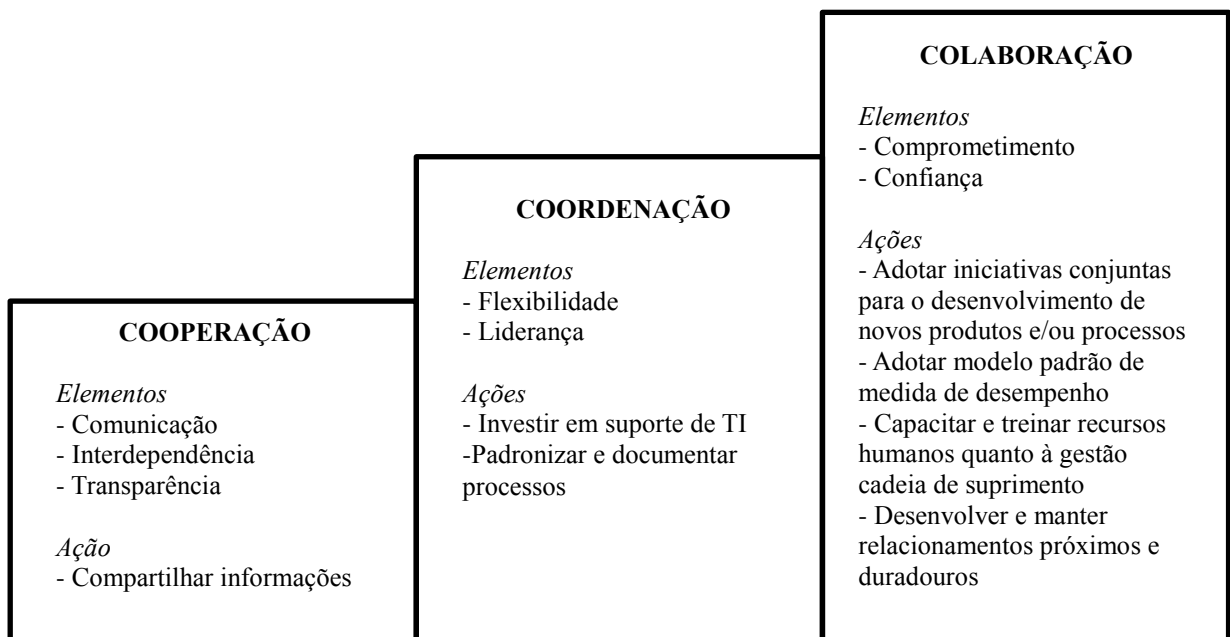 COOPERAÇÃO
Elementos
- Comunicação
- Interdependência
- Transparência
Ação
- Compartilhar informações
COORDENAÇÃO
Elementos
- Flexibilidade
- Liderança
Ações
- Investir em suporte de TI
-Padronizar e documentar
processos
COLABORAÇÃO
Elementos
- Comprometimento
- Confiança
Ações
- Adotar iniciativas conjuntas
para o desenvolvimento de
novos produtos e/ou processos
- Adotar modelo padrão de
medida de desempenho
- Capacitar e treinar recursos
humanos quanto à gestão
cadeia de suprimento
- Desenvolver e manter
relacionamentos próximos e
duradouros